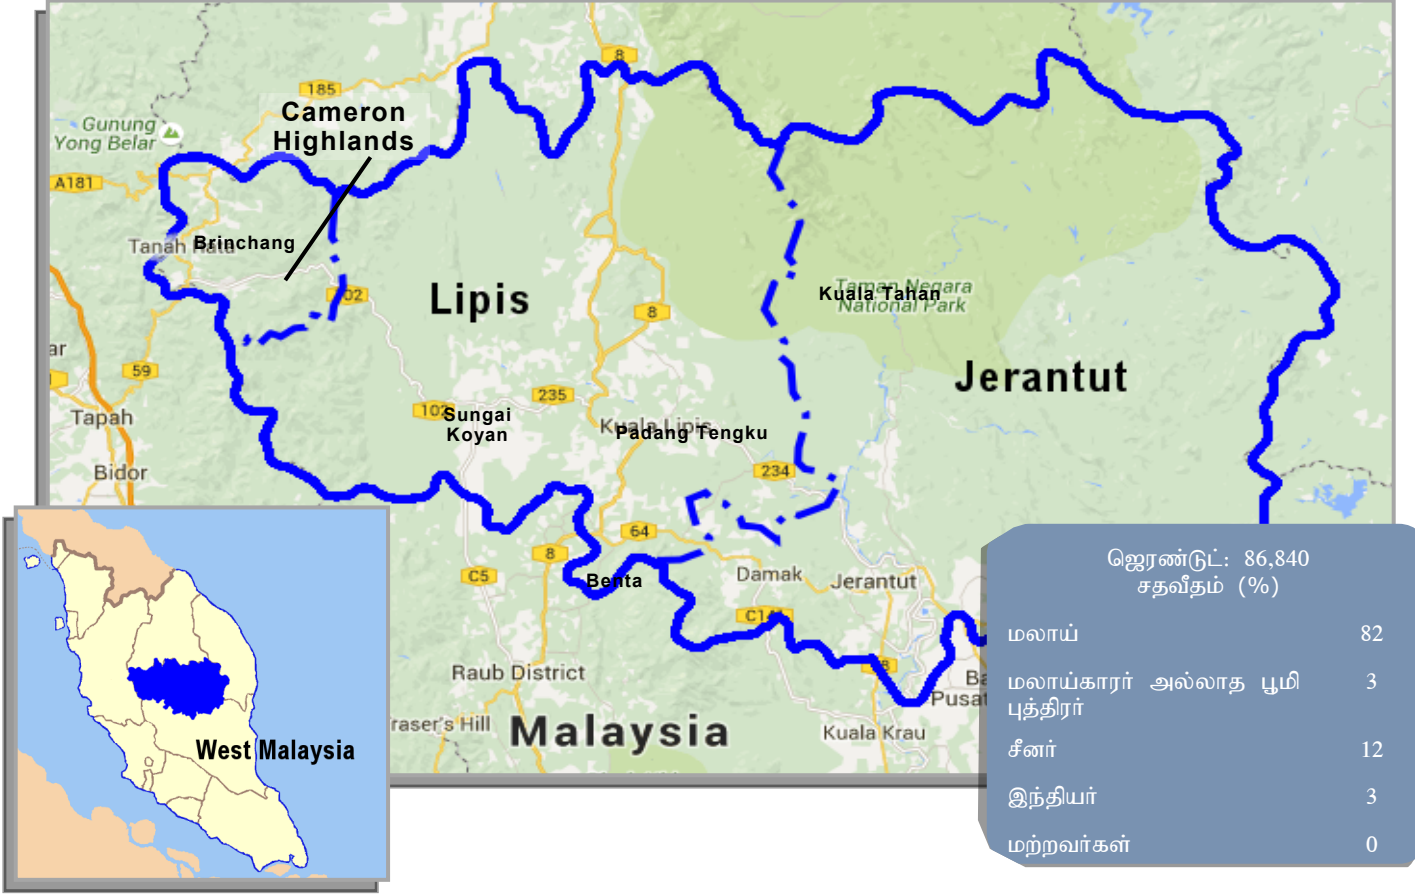 8
185
Cameron
Highlands
Gunung
Yong Belar
A181
Tanah Rata
Brinchang
102
Lipis
8
Kuala Tahan
Taman Negara
National Park
Jerantut
59
235
102
Sungai
Koyan
Kuala Lipis
Padang Tengku
Tapah
Bidor
234
64
8
C5
Benta
Damak
Jerantut
Raub District
Malaysia
Kuala Krau
West Malaysia
ஜெரண்டுட்: 86,840
சதவீதம் (%)
மலாய் 82
மலாய்காரர் அல்லாத பூமி 3
புத்திரர்
சீனர் 12
இந்தியர் 3
மற்றவர்கள் 0